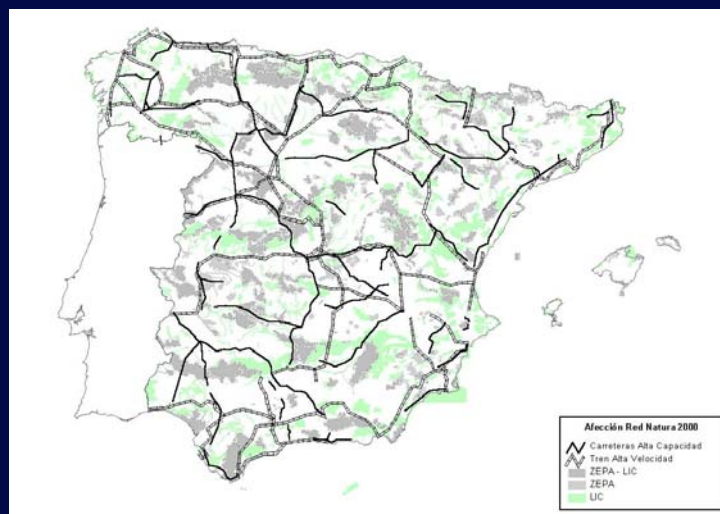 Afección Red Natura 2000
Carreteras Alta Capacidad
Tren Alta Velocidad
ZEPA - LIC
ZEPA
LIC